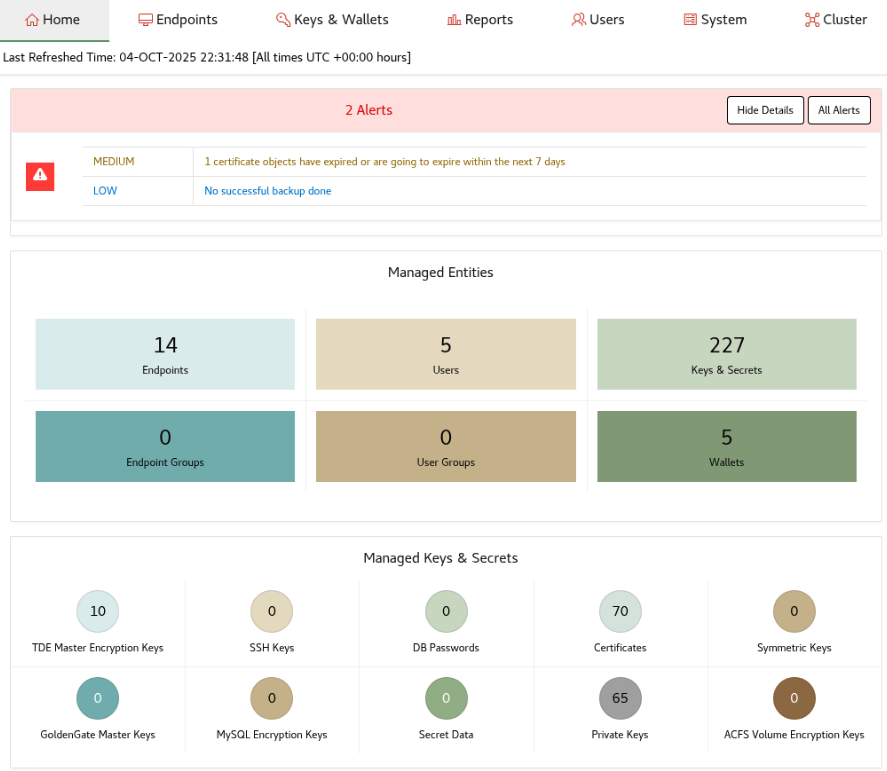 Home Endpoints Keys & Wallets Reports Users System Cluster
Last Refreshed Time: 04-OCT-2025 22:31:48 [All times UTC +00:00 hours]
2 Alerts Hide Details All Alerts
MEDIUM 1 certificate objects have expired or are going to expire within the next 7 days
LOW No successful backup done
Managed Entities
14 5 227
Endpoints Users Keys & Secrets
0 0 5
Endpoint Groups User Groups Wallets
Managed Keys & Secrets
10 0 0 70 0
TDE Master Encryption Keys SSH Keys DB Passwords Certificates Symmetric Keys
0 0 0 65 0
GoldenGate Master Keys MySQL Encryption Keys Secret Data Private Keys ACFS Volume Encryption Keys